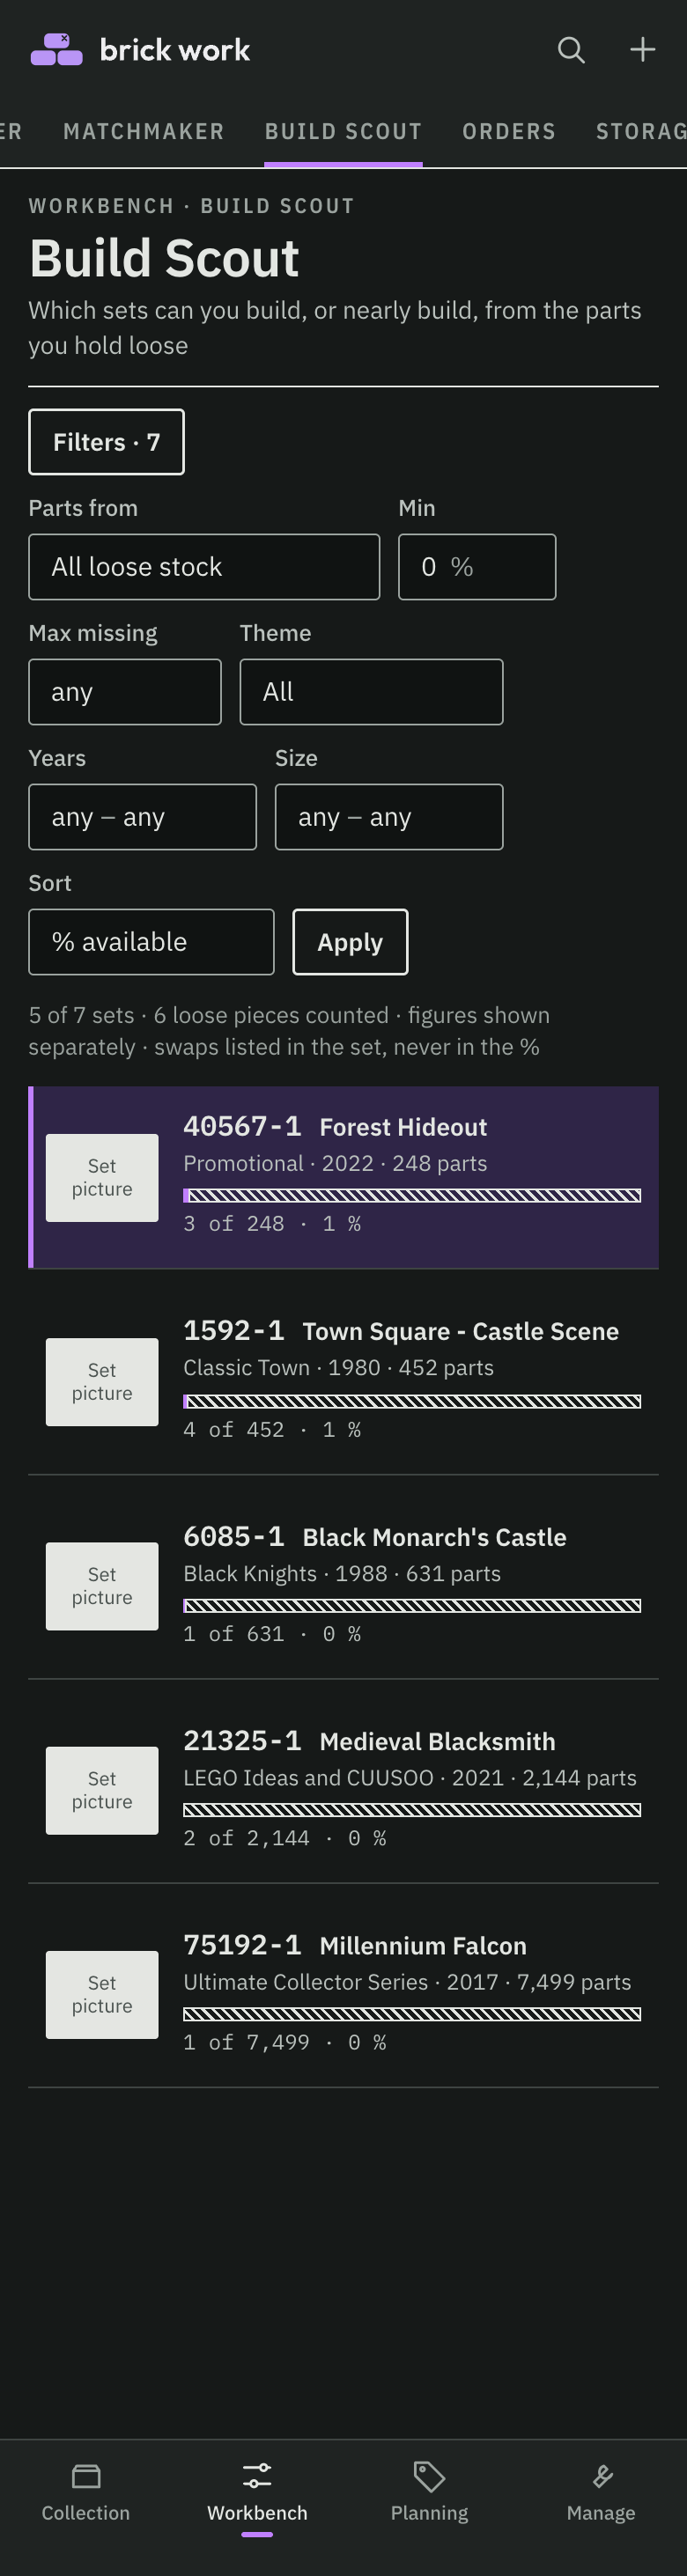 brick work
ER MATCHMAKER BUILD SCOUT ORDERS STORAG
WORKBENCH · BUILD SCOUT
Build Scout
Which sets can you build, or nearly build, from the parts
you hold loose
Filters · 7
Parts from Min
All loose stock 0 %
Max missing Theme
any All
Years Size
any – any any – any
Sort
% available Apply
5 of 7 sets · 6 loose pieces counted · figures shown
separately · swaps listed in the set, never in the %
Set
picture
40567-1 Forest Hideout
Promotional · 2022 · 248 parts
3 of 248 · 1 %
Set
picture
1592-1 Town Square - Castle Scene
Classic Town · 1980 · 452 parts
4 of 452 · 1 %
Set
picture
6085-1 Black Monarch's Castle
Black Knights · 1988 · 631 parts
1 of 631 · 0 %
Set
picture
21325-1 Medieval Blacksmith
LEGO Ideas and CUUSOO · 2021 · 2,144 parts
2 of 2,144 · 0 %
Set
picture
75192-1 Millennium Falcon
Ultimate Collector Series · 2017 · 7,499 parts
1 of 7,499 · 0 %
Collection Workbench Planning Manage